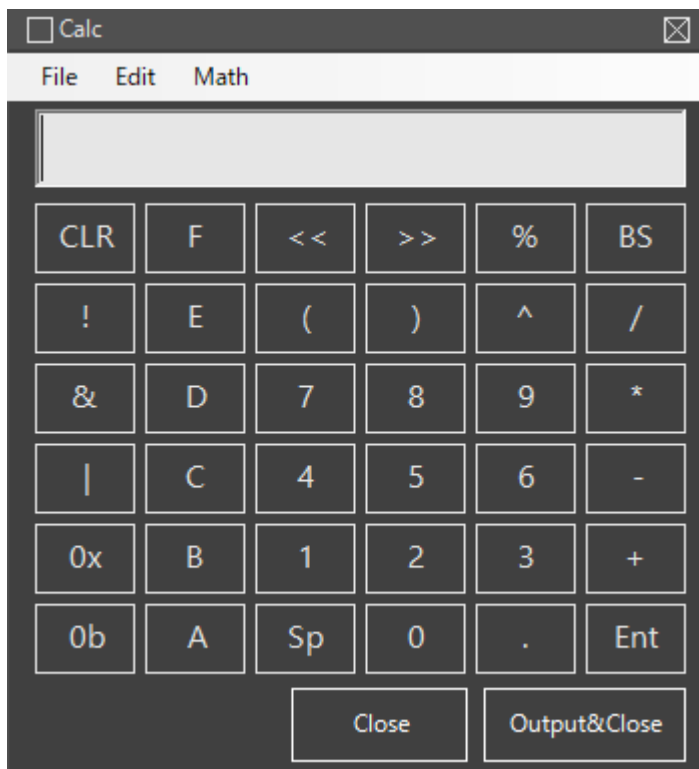 Calc
File Edit Math
CLR F << >> % BS
! E ( ) ^ /
& D 7 8 9 *
| C 4 5 6 -
0x B 1 2 3 +
0b A Sp 0 . Ent
Close Output&Close